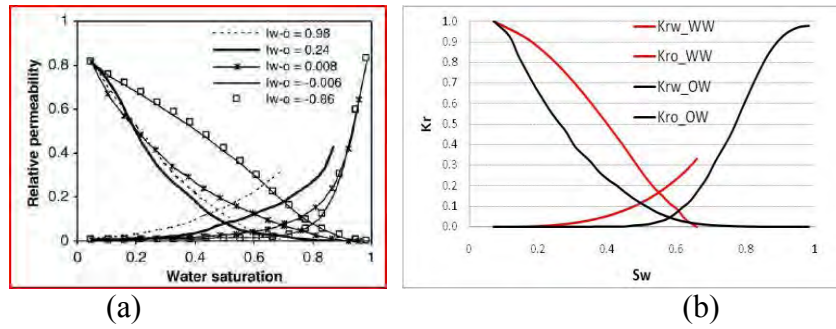 1
0.8
0.6
0.4
0.2
0
Relative permeability
Iw-o = 0.98
Iw-o = 0.24
Iw-o = 0.008
Iw-o = -0.006
Iw-o = -0.86
0 0.2 0.4 0.6 0.8 1
Water saturation
(a)
1.0
0.9
0.8
0.7
0.6
0.5
0.4
0.3
0.2
0.1
0.0
Kr
Krw_WW
Kro_WW
Krw_OW
Kro_OW
0 0.2 0.4 0.6 0.8 1
Sw
(b)